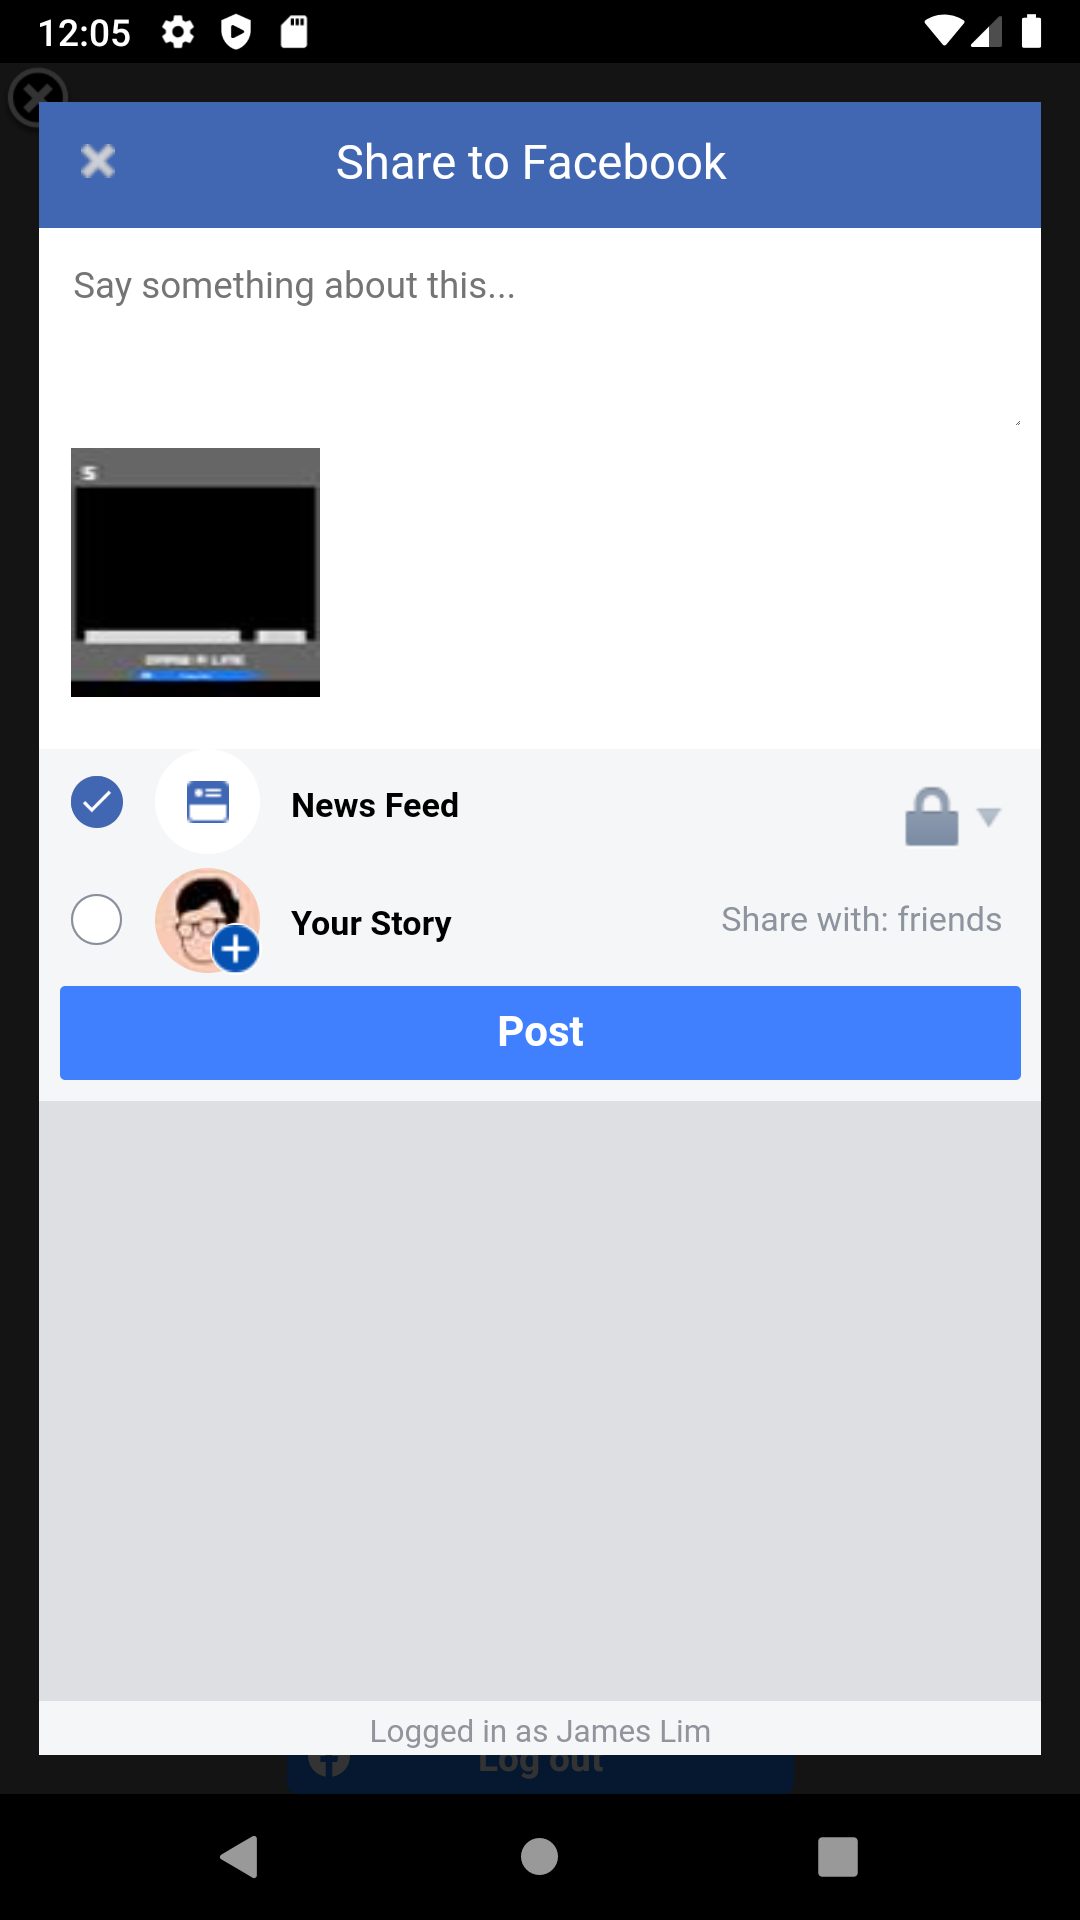 12:05
Share to Facebook
Say something about this...
S
News Feed
Your Story
Share with: friends
Post
Logged in as James Lim
Log out